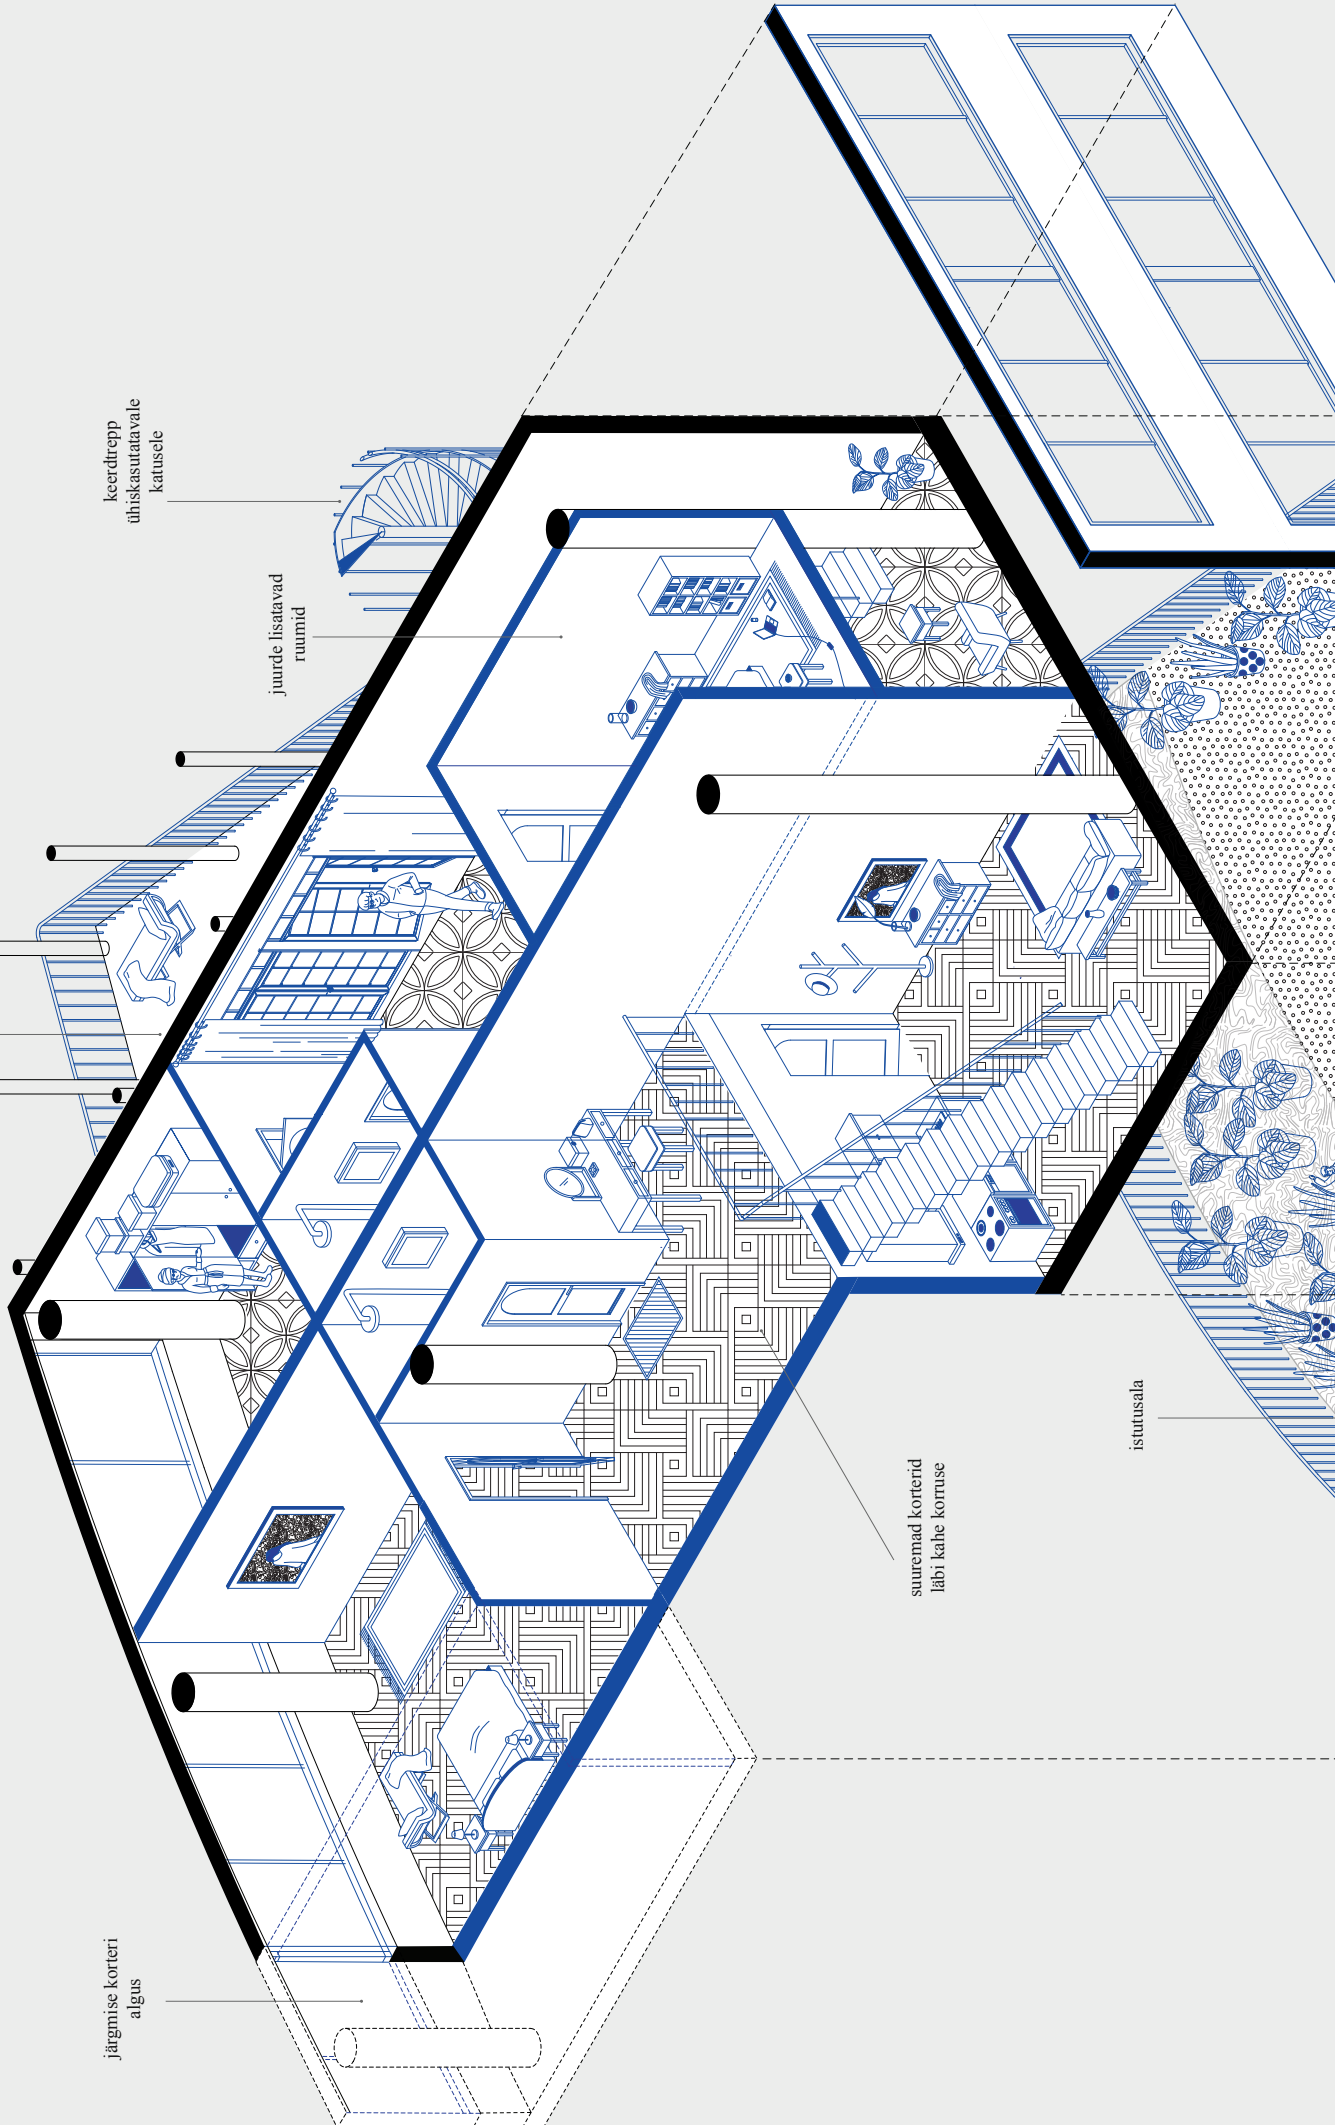 keerdtrepp
ühiskasutatavale
katusele
juurde lisatavad
ruumid
järgmise korteri
algus
suuremad korterid
läbi kahe korruse
istutusala